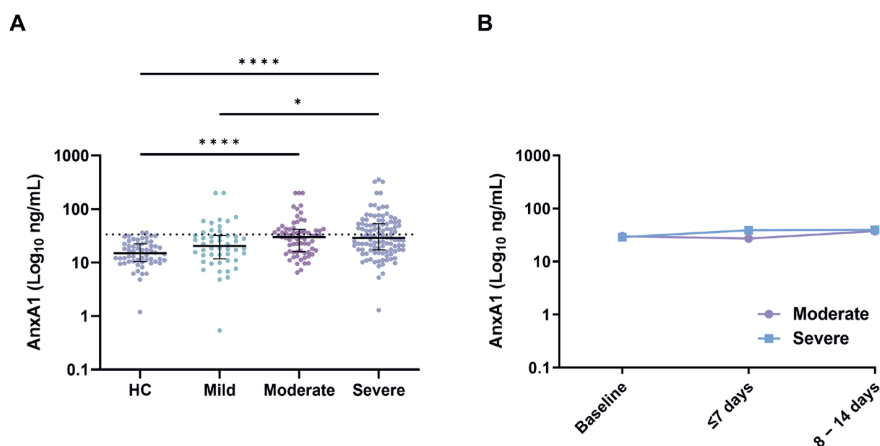 A
B
****
*
****
AnxA1 (Log10 ng/mL)
1000
100
10
1
0.1
HC Mild Moderate Severe
AnxA1 (Log10 ng/mL)
1000
100
10
1
0.1
Moderate
Severe
Baseline
≤7 days
8 – 14 days